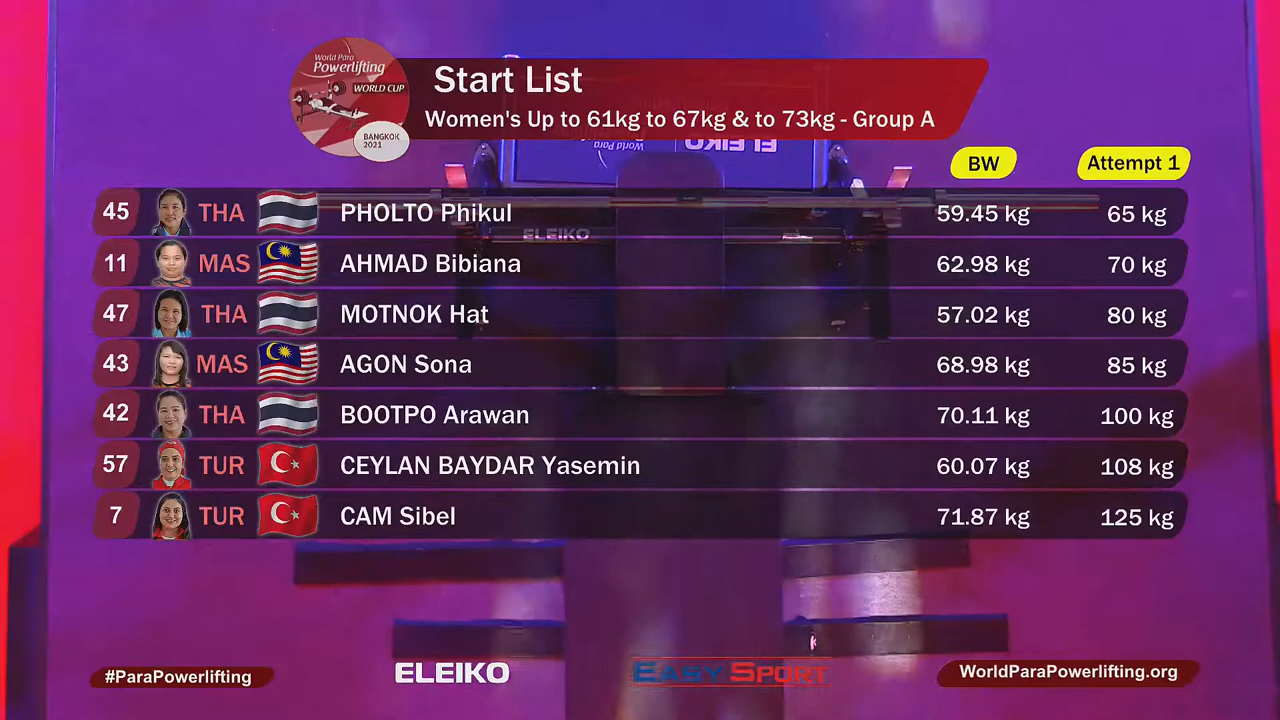 World Para
Powerlifting
WORLD CUP
BANGKOK
2021
Start List
Women's Up to 61kg to 67kg & to 73kg - Group A
World Para
ELEIKO
BW Attempt 1
45 THA PHOLTO Phikul 59.45 kg 65 kg
ELEIKO
11 MAS AHMAD Bibiana 62.98 kg 70 kg
47 THA MOTNOK Hat 57.02 kg 80 kg
43 MAS AGON Sona 68.98 kg 85 kg
42 THA BOOTPO Arawan 70.11 kg 100 kg
57 TUR CEYLAN BAYDAR Yasemin 60.07 kg 108 kg
7 TUR CAM Sibel 71.87 kg 125 kg
#ParaPowerlifting
ELEIKO
EASY SPORT
WorldParaPowerlifting.org